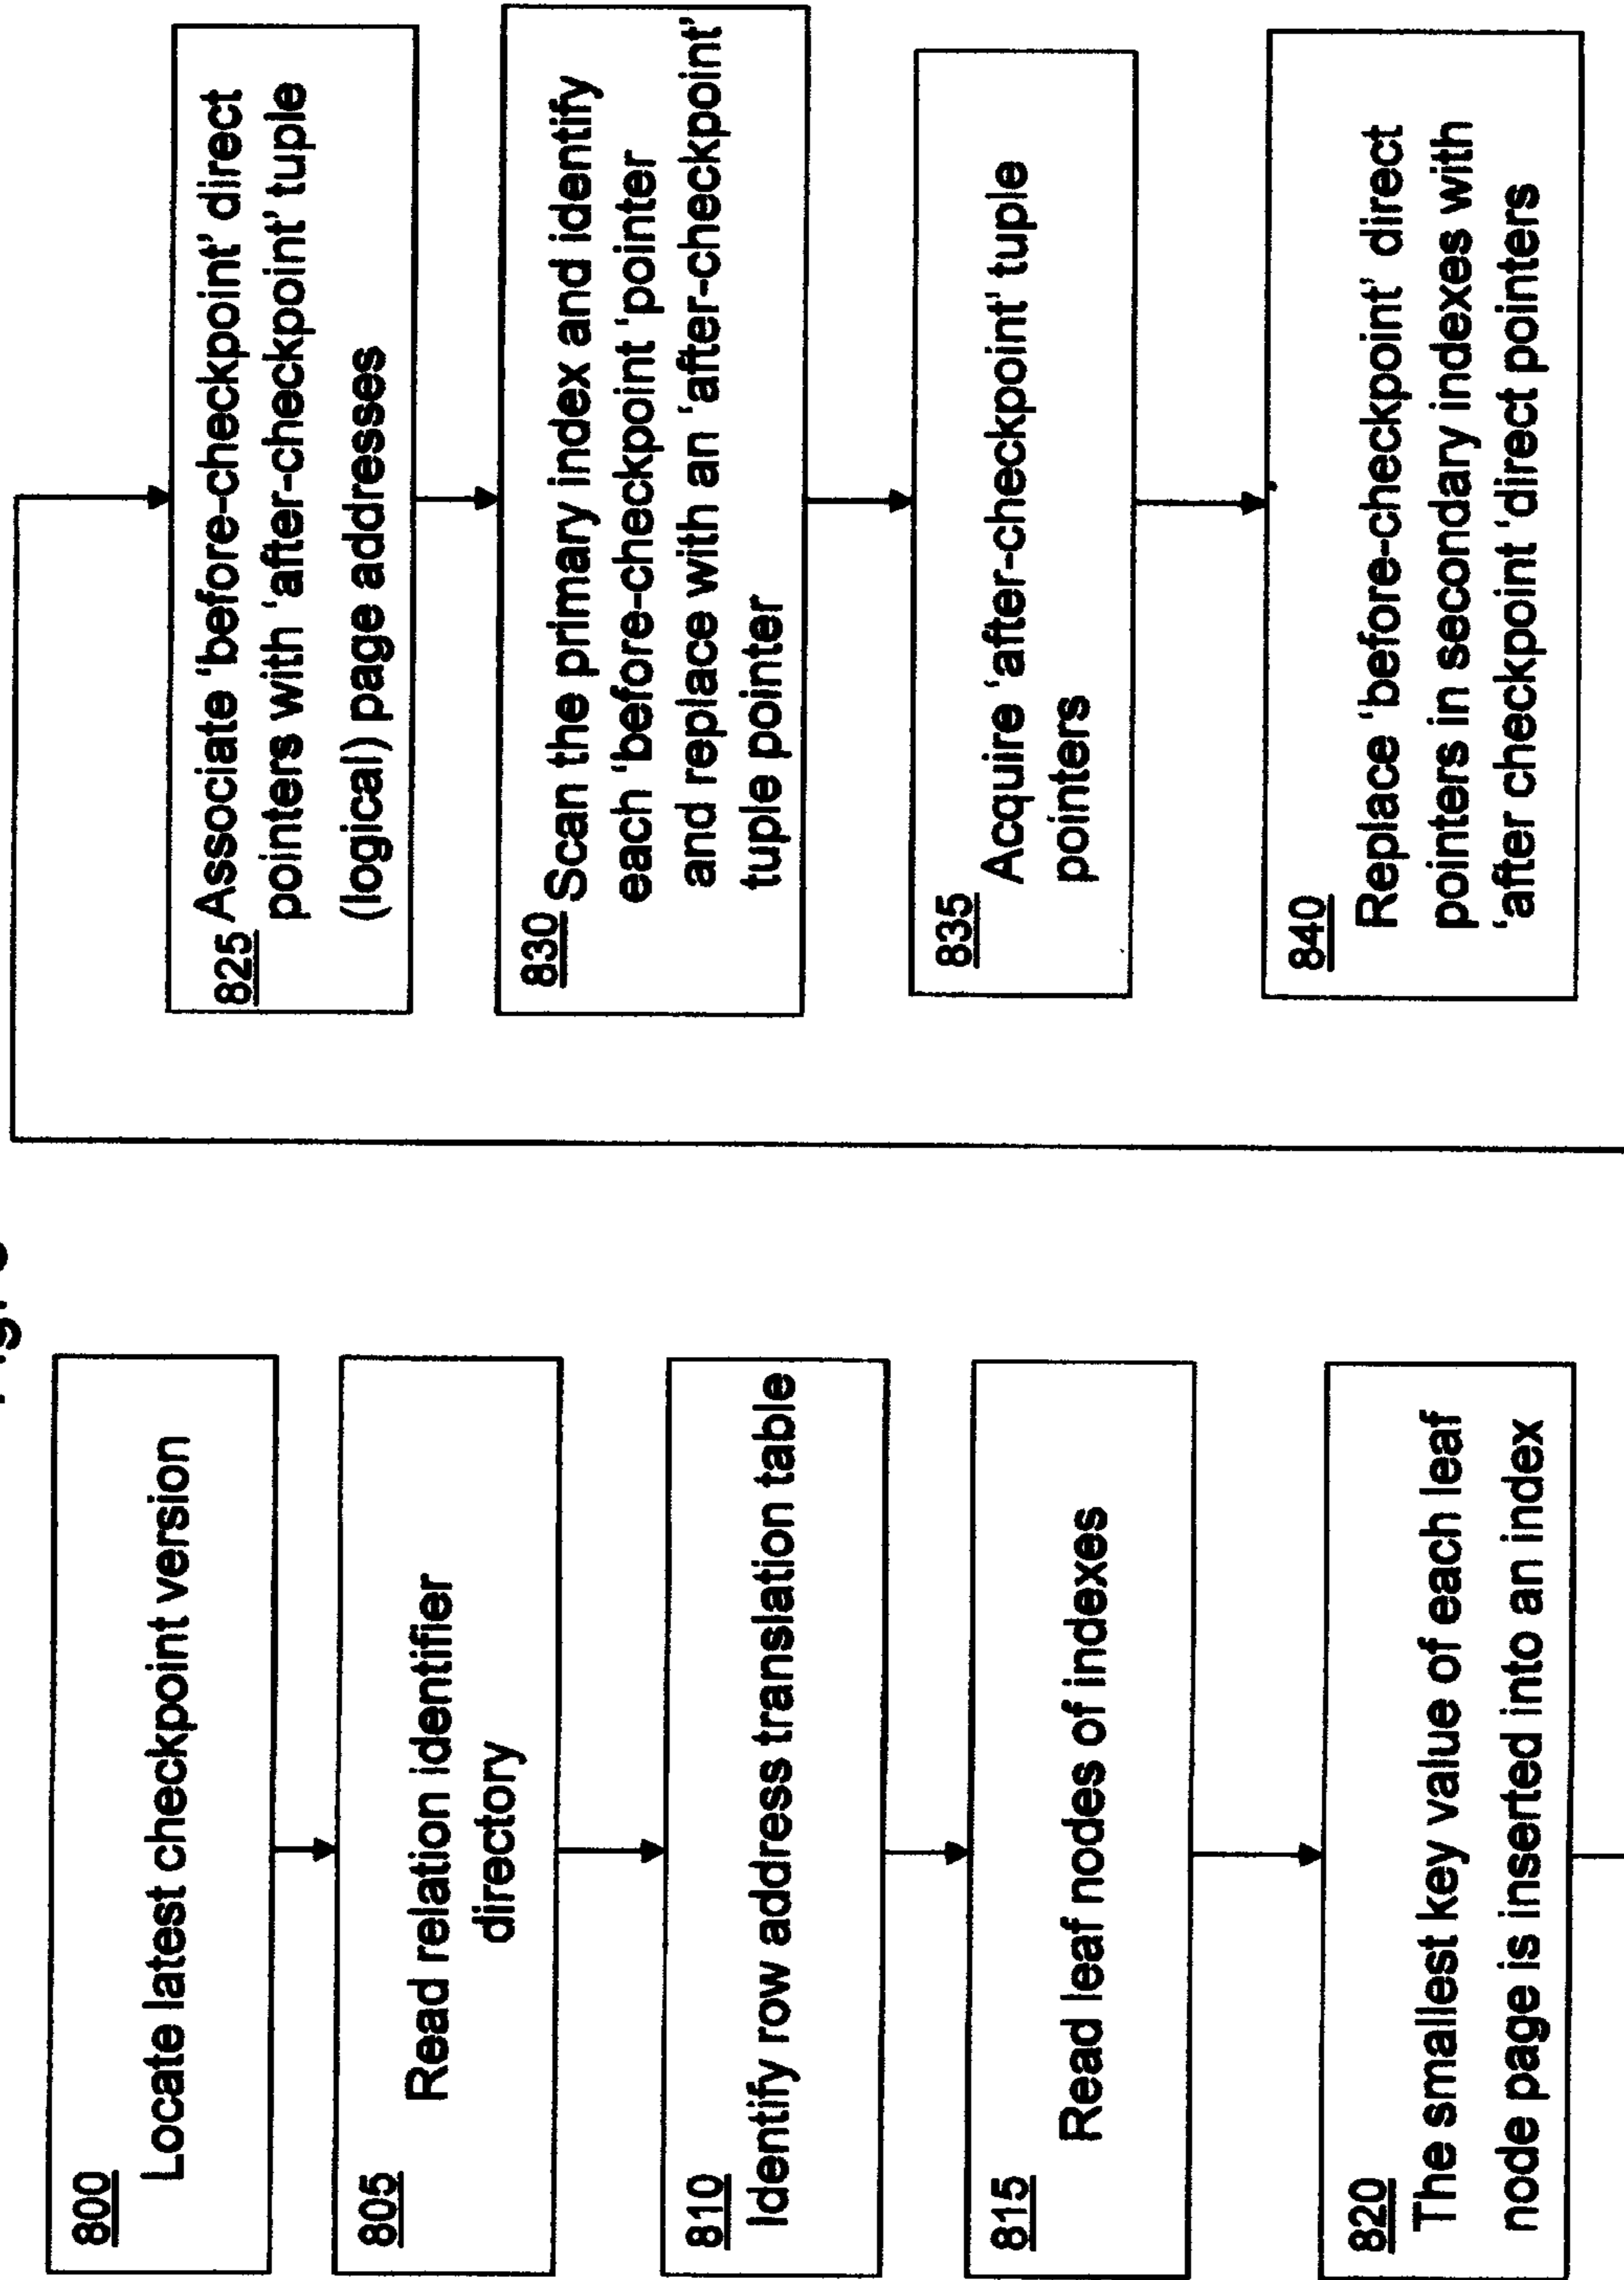 800
Locate latest checkpoint version
805
Read relation identifier
directory
810
Identify row address translation table
815
Read leaf nodes of indexes
820
The smallest key value of each leaf
node page is inserted into an index
825 Associate 'before-checkpoint' direct
pointers with 'after-checkpoint' tuple
(logical) page addresses
830 Scan the primary index and identify
each 'before-checkpoint 'pointer
and replace with an 'after-checkpoint'
tuple pointer
835
Acquire 'after-checkpoint' tuple
pointers
840
Replace 'before-checkpoint' direct
pointers in secondary indexes with
'after checkpoint 'direct pointers